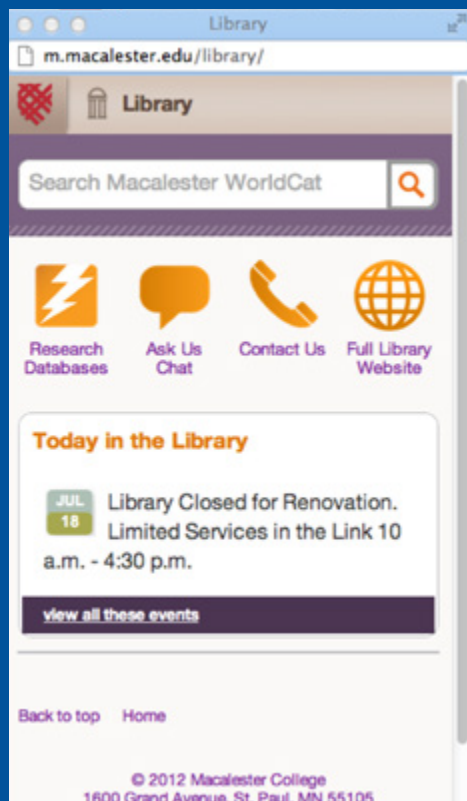 Library
m.macalester.edu/library/
Library
Search Macalester WorldCat
Research Databases
Ask Us Chat
Contact Us
Full Library Website
Today in the Library
JUL
18
Library Closed for Renovation.
Limited Services in the Link 10
a.m. - 4:30 p.m.
view all these events
Back to top Home
© 2012 Macalester College
1600 Grand Avenue, St. Paul, MN 55105